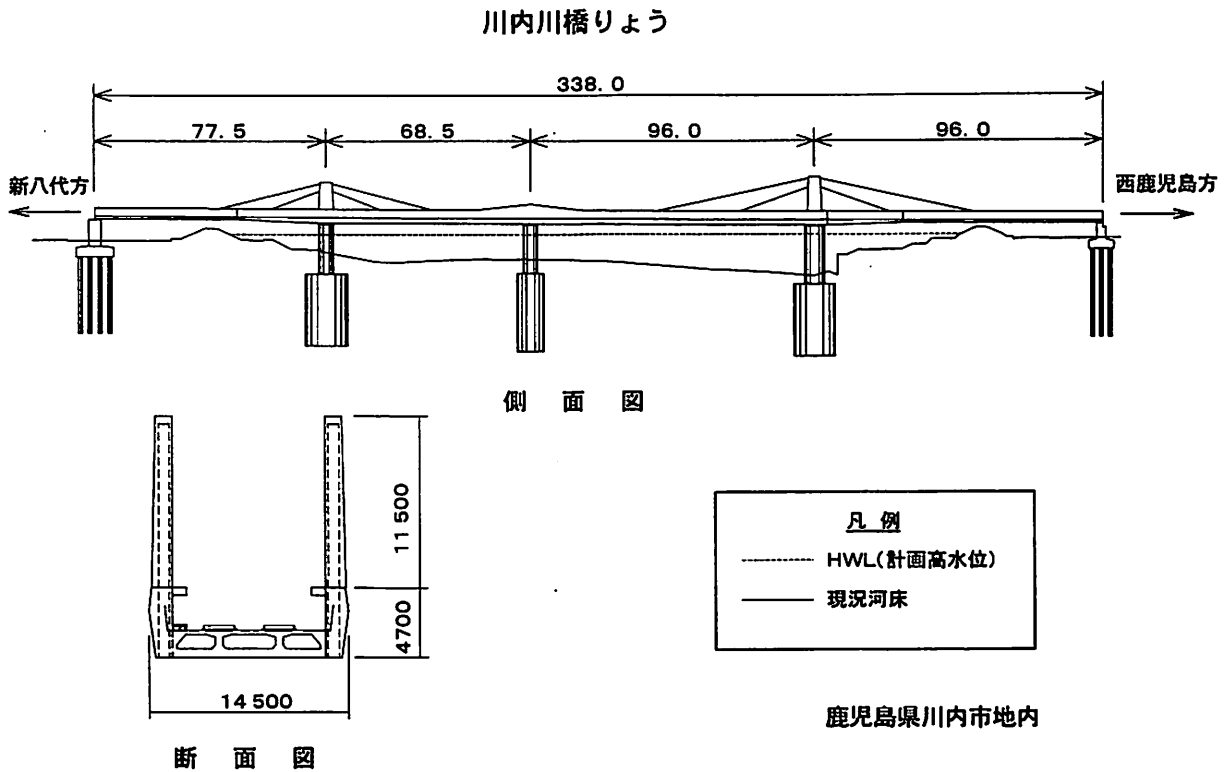 川内川橋りょう
338.0
77.5
68.5
96.0
96.0
新八代方
西鹿児島方
側 面 図
11 500
4700
14 500
断 面 図
凡 例
HWL(計画高水位)
現況河床
鹿児島県川内市地内